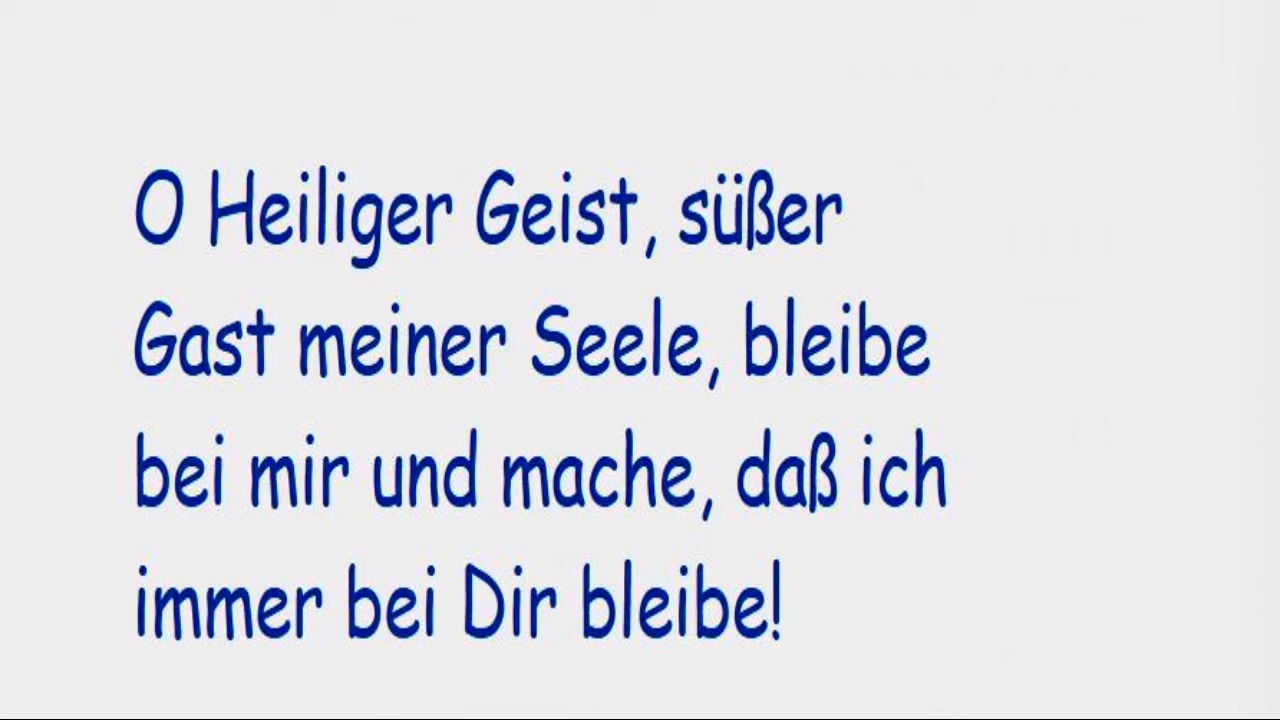 O Heiliger Geist, süßer
Gast meiner Seele, bleibe
bei mir und mache, daß ich
immer bei Dir bleibe!